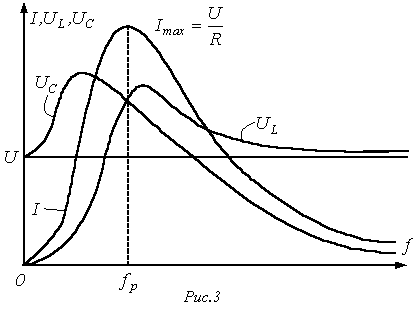 I,U_L,U_C
I_max = U/R
U_C
U_L
U
I
f
0
f_p
Рис.3